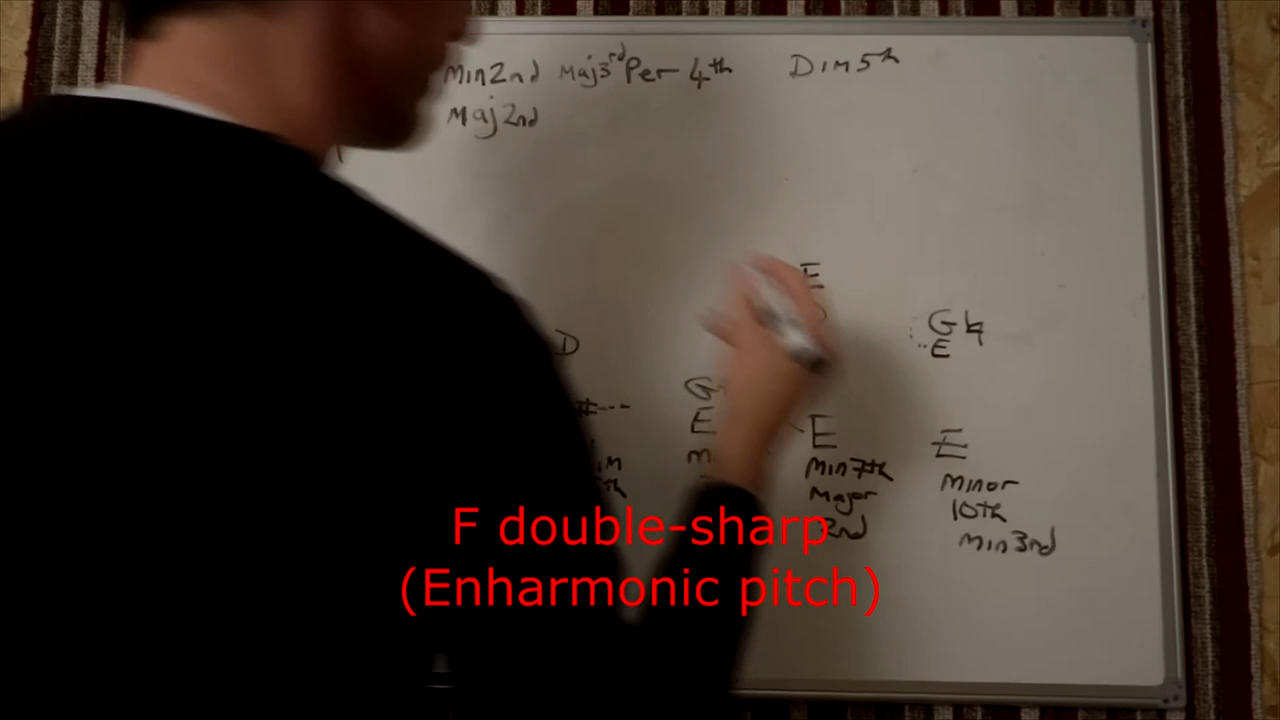 Min2nd Maj3rd Per 4th Dim5th
Maj2nd
E
D
G♮
E
G
E
E
E
#
Min7th
Major
2nd
Minor
10th
Min3rd
F double-sharp
(Enharmonic pitch)